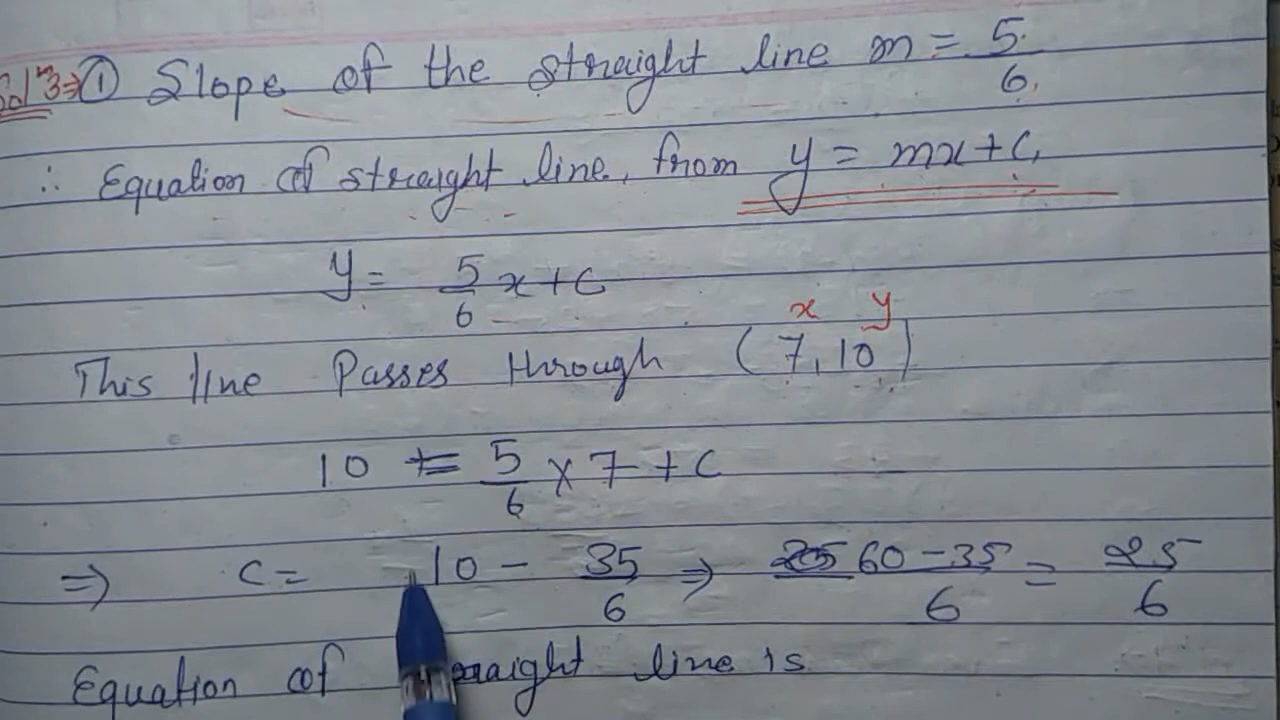 Sol^n 3⇒ ① Slope of the straight line m = 5/6
∴ Equation of straight line, from y = mx + c,
y = 5/6 x + c
x y
This line Passes through (7, 10)
10 = 5/6 × 7 + c
⇒ c = 10 - 35/6 ⇒ 60 - 35/6 = 25/6
Equation of straight line is